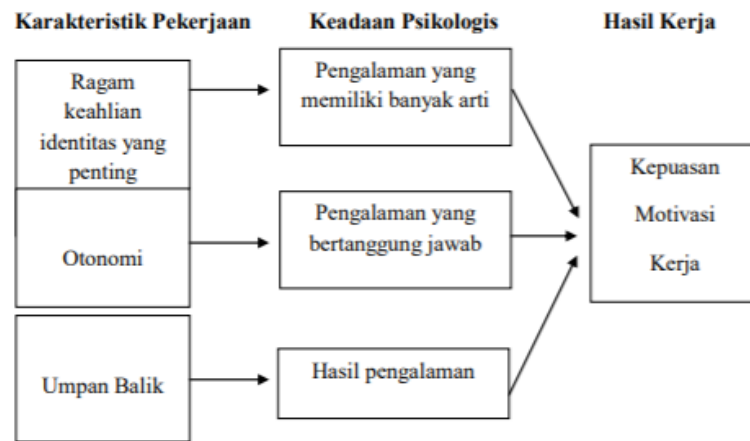 Karakteristik Pekerjaan
Keadaan Psikologis
Hasil Kerja
Ragam
keahlian
identitas yang
penting
Pengalaman yang
memiliki banyak arti
Otonomi
Pengalaman yang
bertanggung jawab
Umpan Balik
Hasil pengalaman
Kepuasan
Motivasi
Kerja